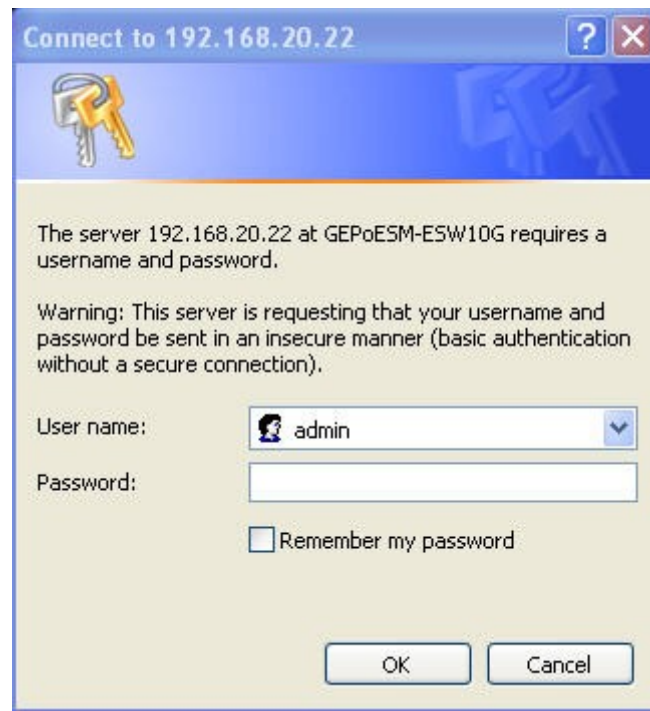 Connect to 192.168.20.22
The server 192.168.20.22 at GEPoESM-ESW10G requires a
username and password.
Warning: This server is requesting that your username and
password be sent in an insecure manner (basic authentication
without a secure connection).
User name:
admin
Password:
Remember my password
OK
Cancel